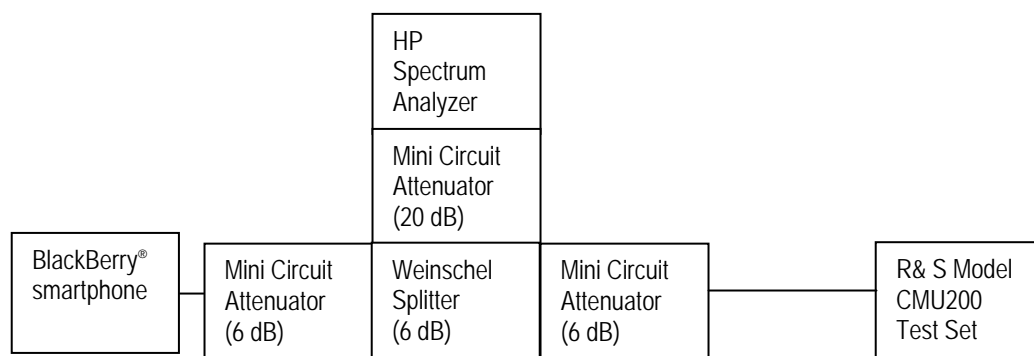 HP
Spectrum
Analyzer
Mini Circuit
Attenuator
(20 dB)
BlackBerry®
smartphone
Mini Circuit
Attenuator
(6 dB)
Weinschel
Splitter
(6 dB)
Mini Circuit
Attenuator
(6 dB)
R& S Model
CMU200
Test Set